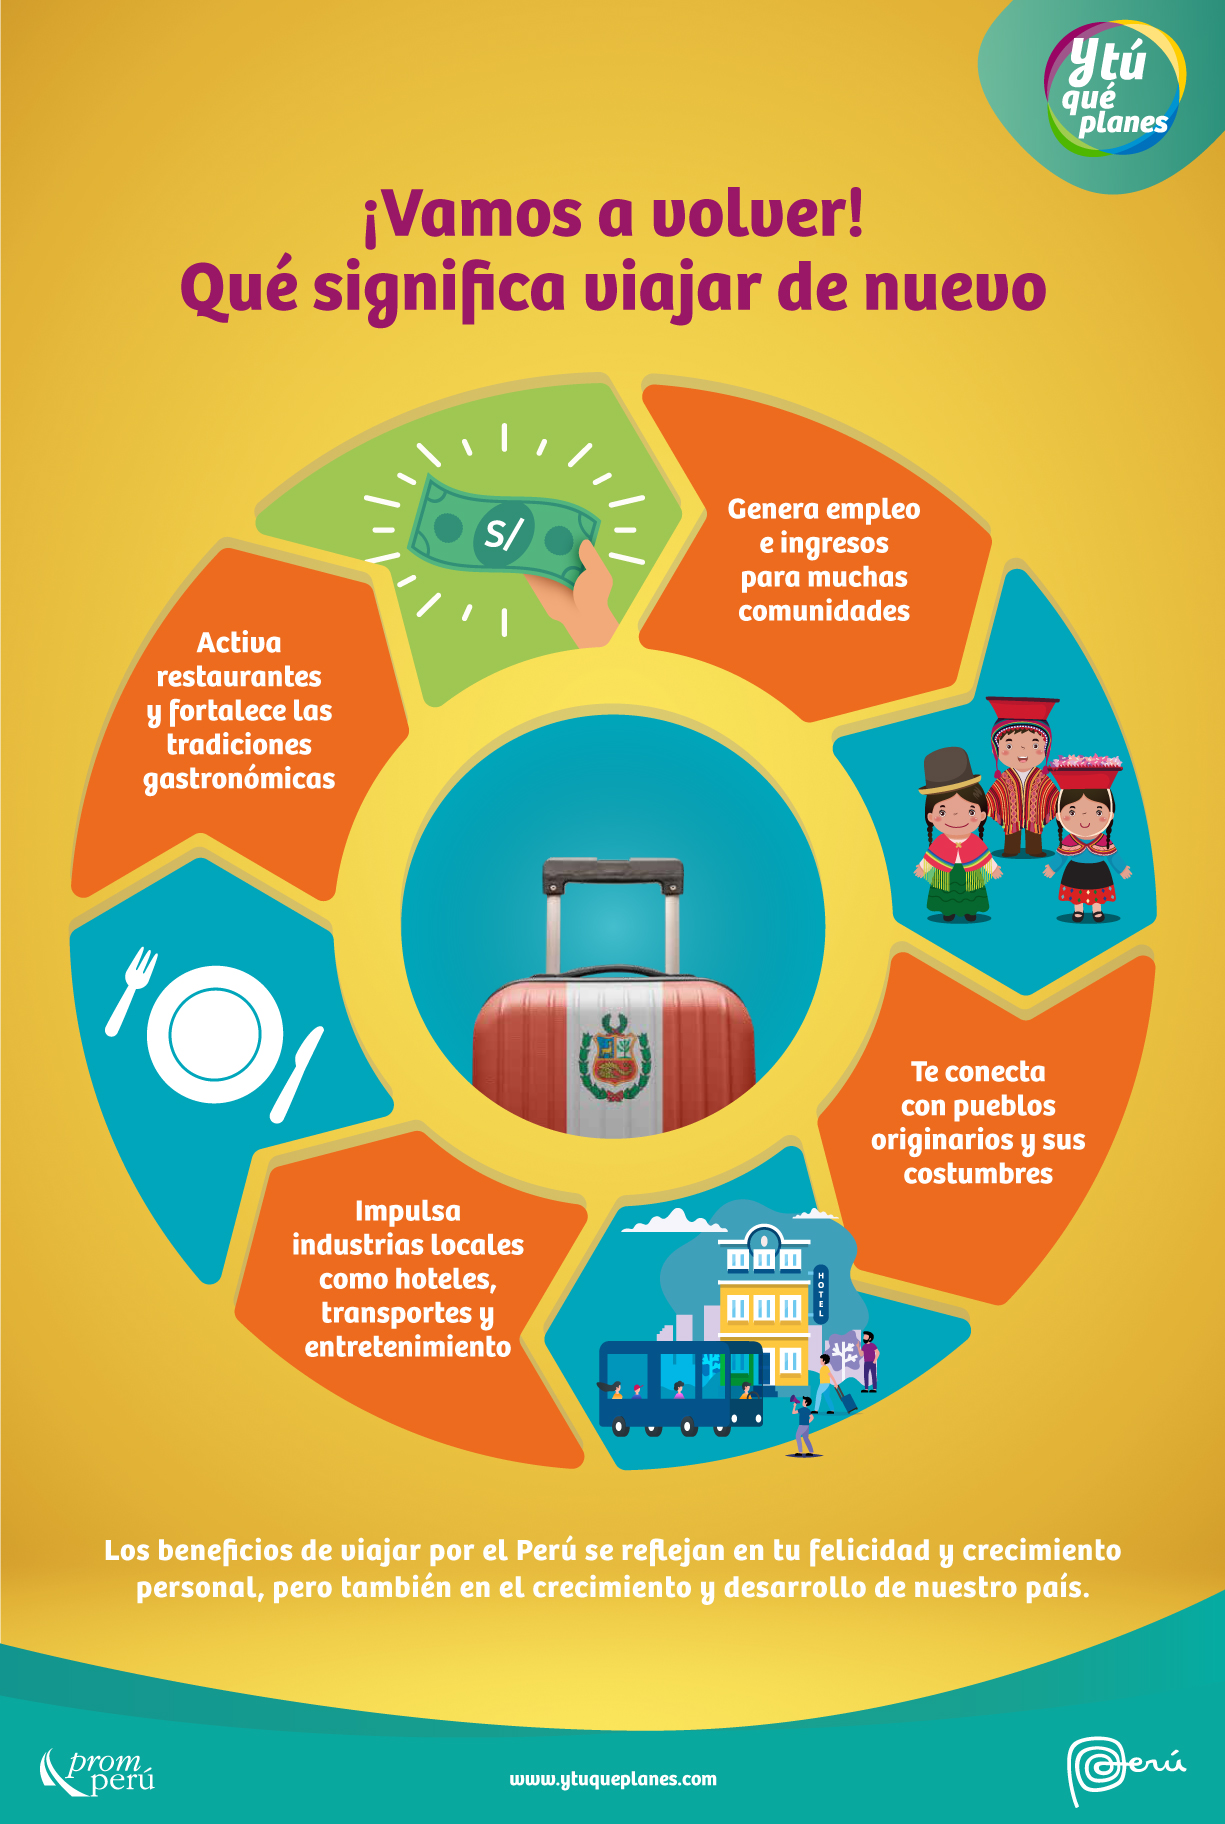 Y tú
qué
planes
¡Vamos a volver!
Qué significa viajar de nuevo
S/
Genera empleo
e ingresos
para muchas
comunidades
Activa
restaurantes
y fortalece las
tradiciones
gastronómicas
Te conecta
con pueblos
originarios y sus
costumbres
Impulsa
industrias locales
como hoteles,
transportes y
entretenimiento
HOTEL
Los beneficios de viajar por el Perú se reflejan en tu felicidad y crecimiento
personal, pero también en el crecimiento y desarrollo de nuestro país.
prom
perú
www.ytuqueplanes.com
Perú